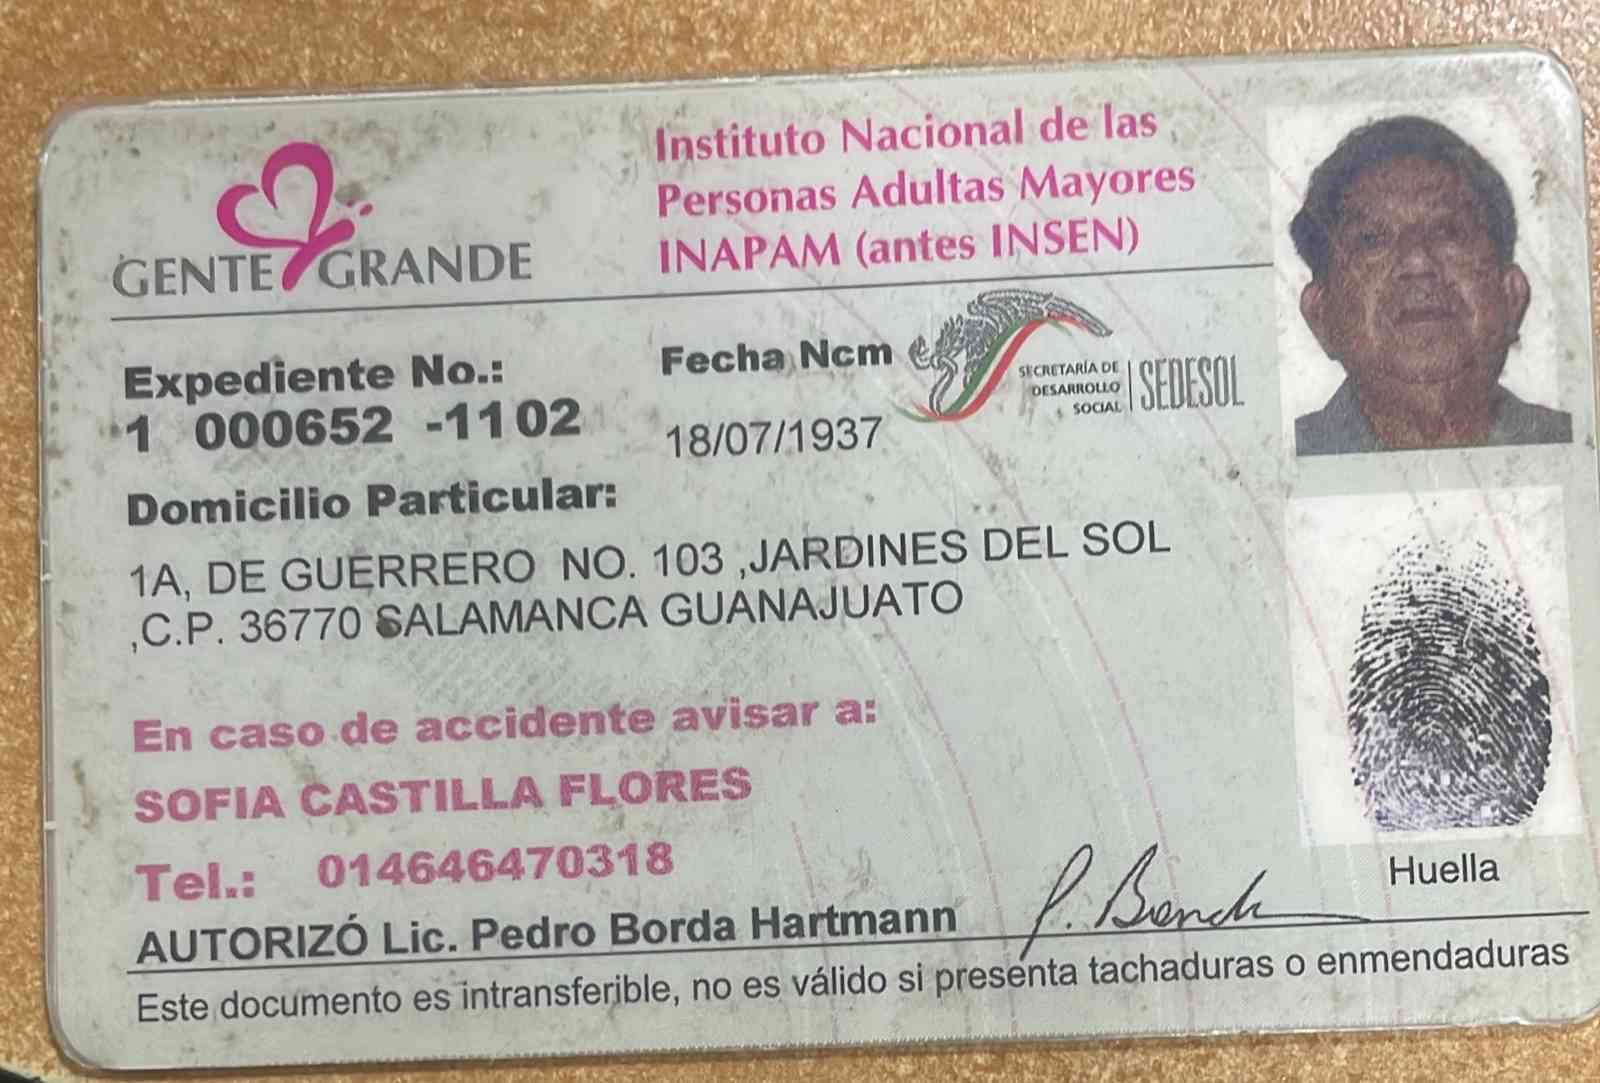 GENTE GRANDE
Instituto Nacional de las
Personas Adultas Mayores
INAPAM (antes INSEN)
Expediente No.:
1 000652 -1102
Fecha Ncm
18/07/1937
SECRETARÍA DE
DESARROLLO
SOCIAL
SEDESOL
Domicilio Particular:
1A, DE GUERRERO NO. 103 ,JARDINES DEL SOL
,C.P. 36770 SALAMANCA GUANAJUATO
En caso de accidente avisar a:
SOFIA CASTILLA FLORES
Tel.: 014646470318
Huella
AUTORIZÓ Lic. Pedro Borda Hartmann
Este documento es intransferible, no es válido si presenta tachaduras o enmendaduras